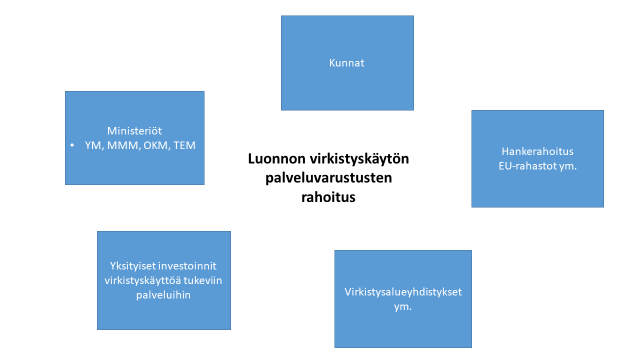 Kunnat
Ministeriöt
• YM, MMM, OKM, TEM
Hankerahoitus
EU-rahastot ym.
Luonnon virkistyskäytön
palveluvarustusten
rahoitus
Yksityiset investoinnit
virkistyskäyttöä tukeviin
palveluihin
Virkistysalueyhdistykset
ym.